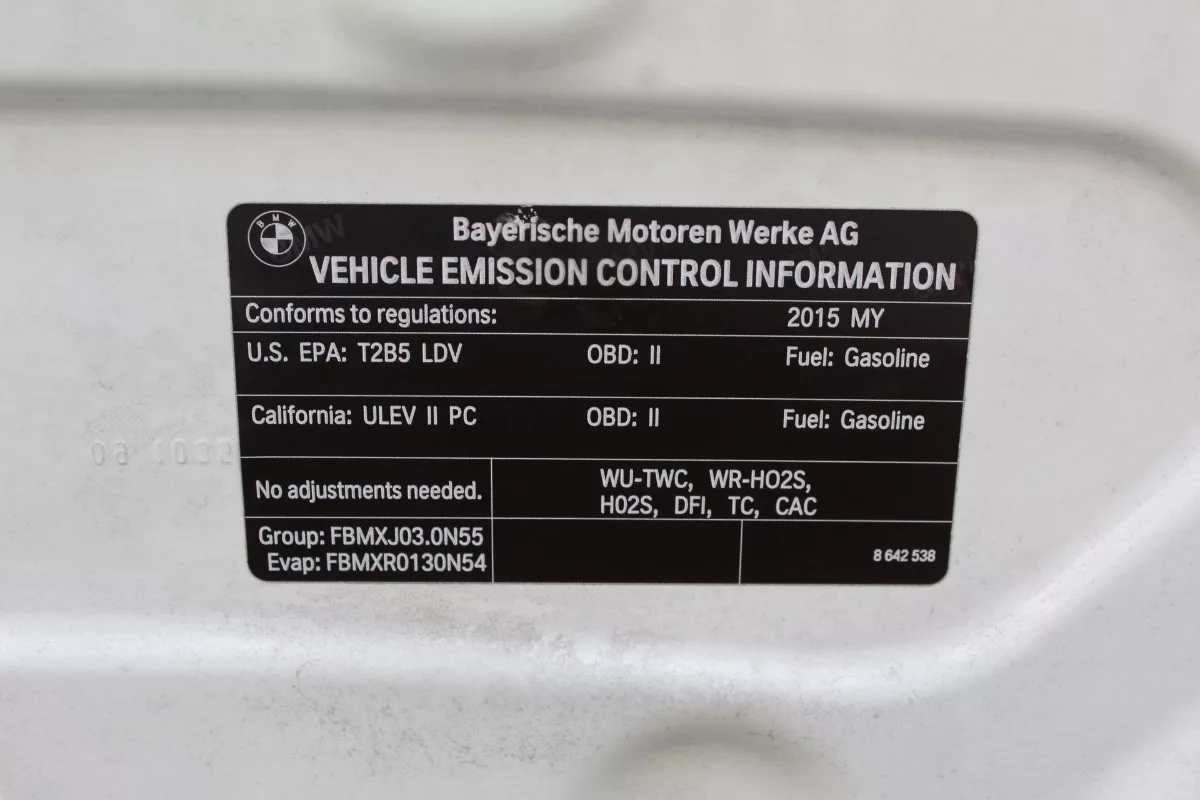 BMW
Bayerische Motoren Werke AG
VEHICLE EMISSION CONTROL INFORMATION
Conforms to regulations: 2015 MY
U.S. EPA: T2B5 LDV OBD: II Fuel: Gasoline
California: ULEV II PC OBD: II Fuel: Gasoline
No adjustments needed.
WU-TWC, WR-HO2S,
H02S, DFI, TC, CAC
Group: FBMXJ03.0N55
Evap: FBMXR0130N54
8 642 538